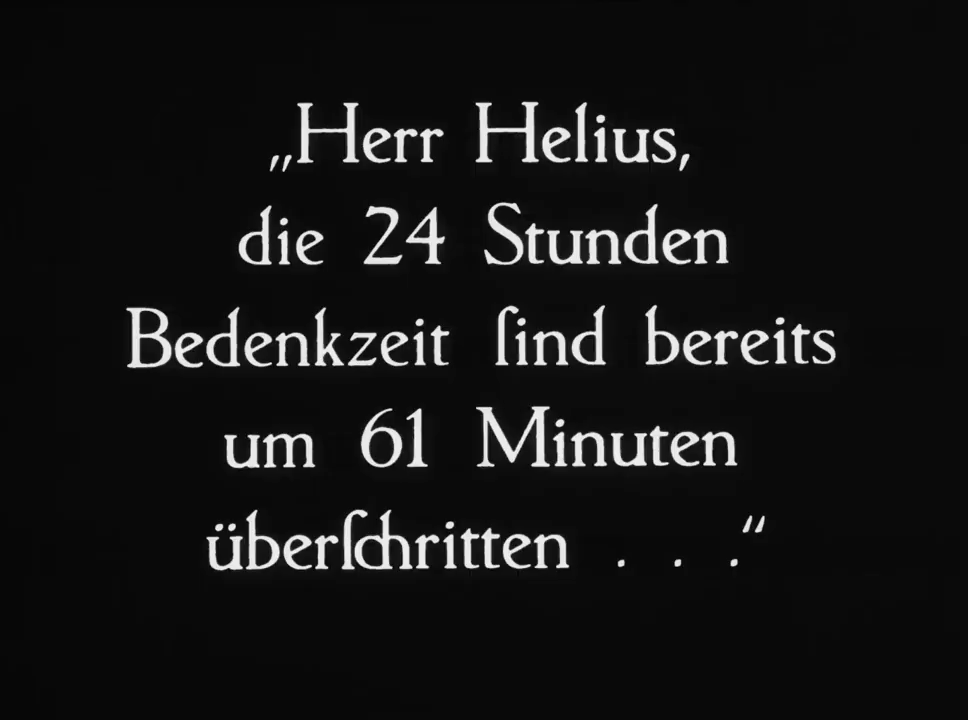 „Herr Helius,
die 24 Stunden
Bedenkzeit ſind bereits
um 61 Minuten
überſchritten . . .“